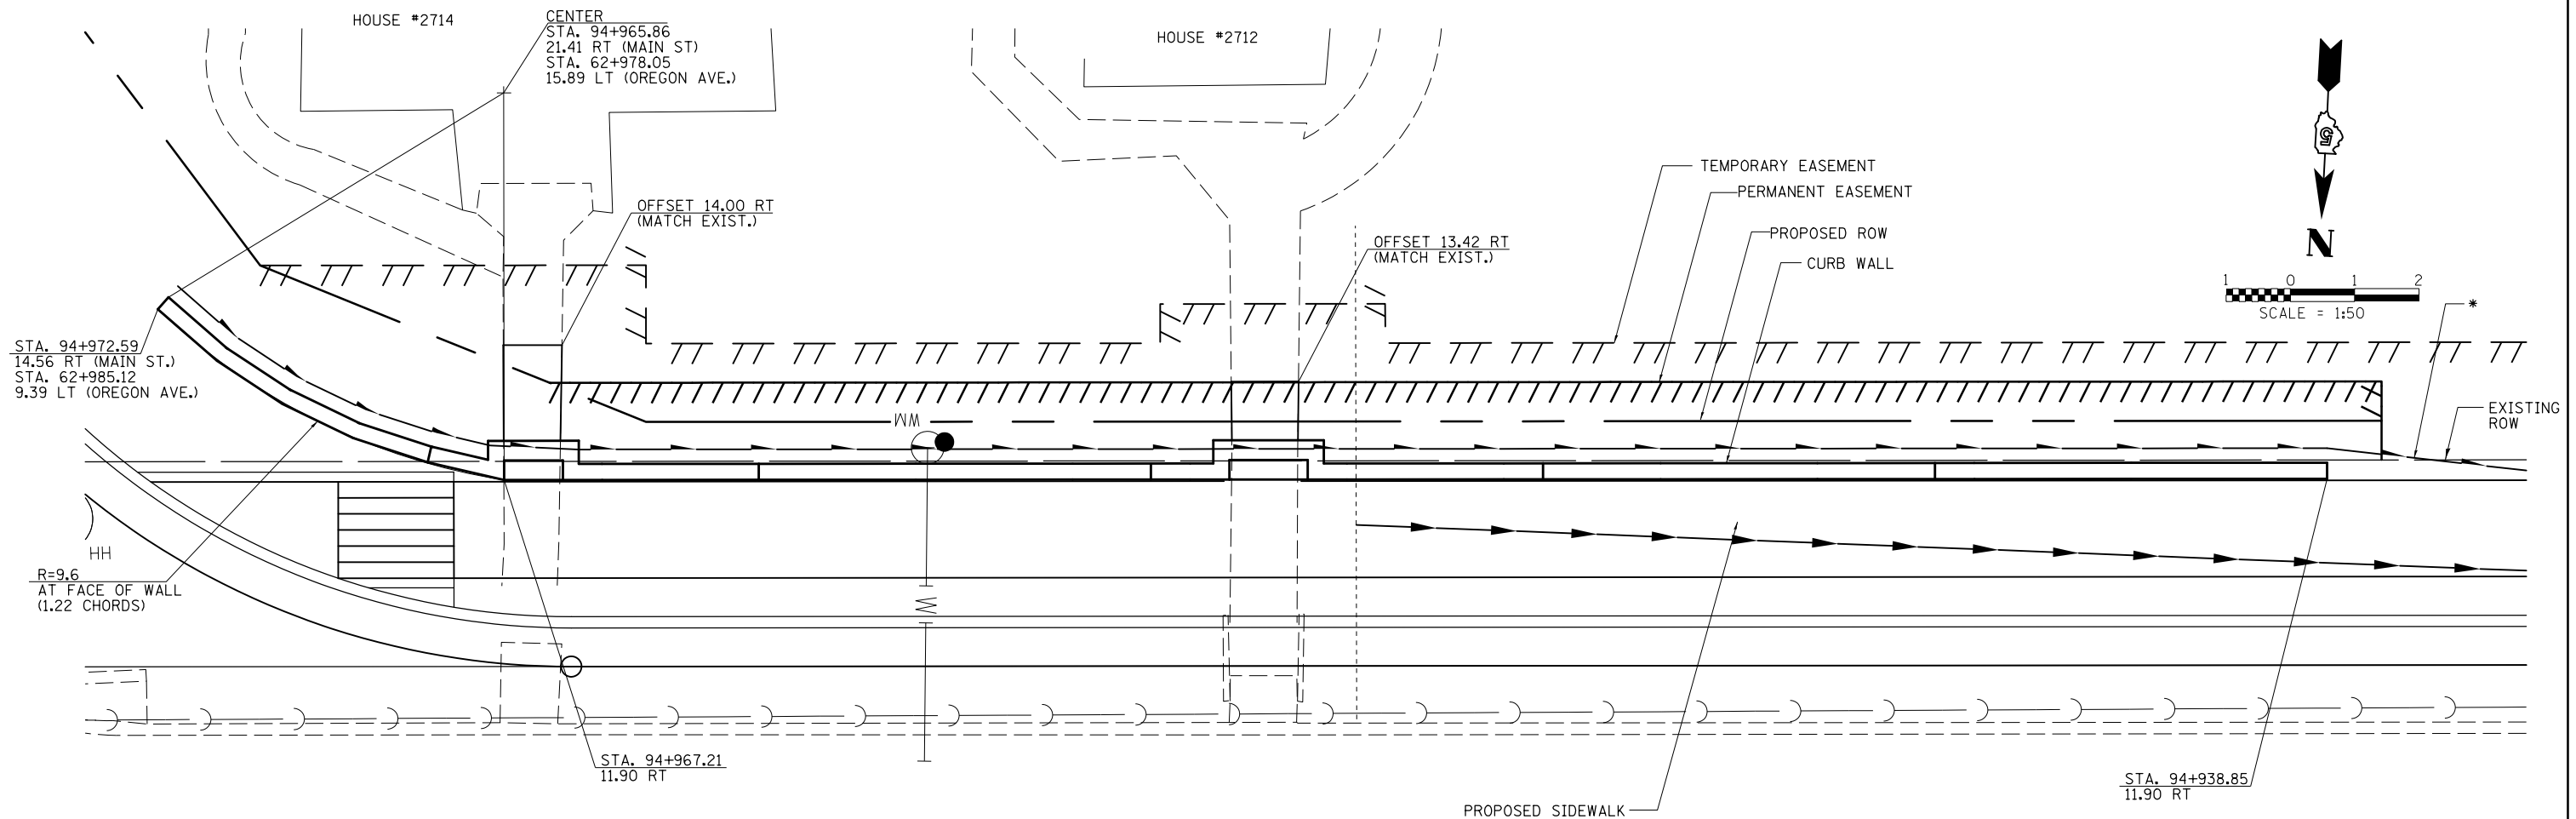 HOUSE #2714
CENTER
STA. 94+965.86
21.41 RT (MAIN ST)
STA. 62+978.05
15.89 LT (OREGON AVE.)
HOUSE #2712
TEMPORARY EASEMENT
PERMANENT EASEMENT
OFFSET 14.00 RT
(MATCH EXIST.)
OFFSET 13.42 RT
(MATCH EXIST.)
PROPOSED ROW
CURB WALL
5
N
1 0 1 2
SCALE = 1:50
*
STA. 94+972.59
14.56 RT (MAIN ST.)
STA. 62+985.12
9.39 LT (OREGON AVE.)
EXISTING
ROW
WM
HH
R=9.6
AT FACE OF WALL
(1.22 CHORDS)
W
STA. 94+967.21
11.90 RT
STA. 94+938.85
11.90 RT
PROPOSED SIDEWALK